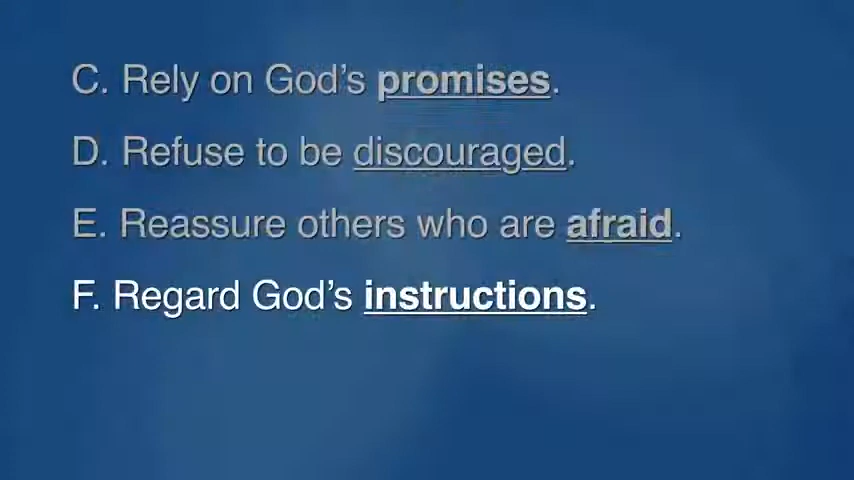 C. Rely on God’s promises.
D. Refuse to be discouraged.
E. Reassure others who are afraid.
F. Regard God’s instructions.